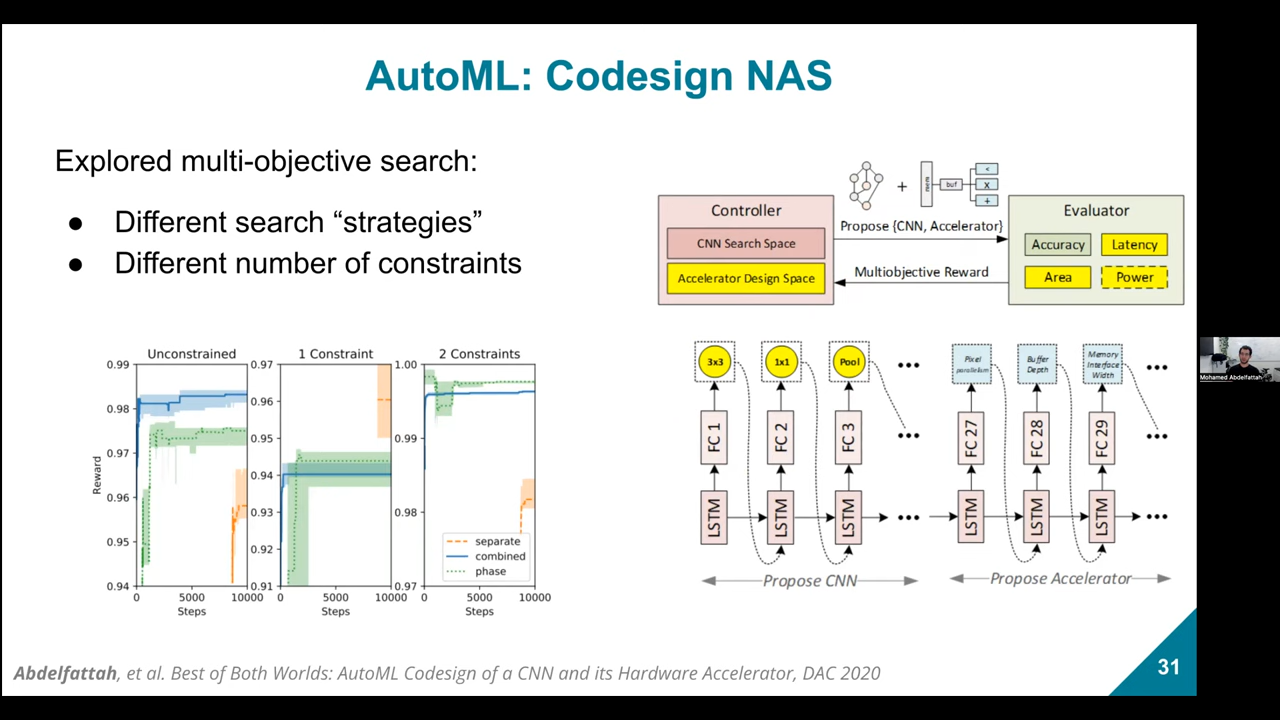 AutoML: Codesign NAS
Explored multi-objective search:
● Different search “strategies”
● Different number of constraints
Controller
CNN Search Space
Accelerator Design Space
+
mem
buf
<
x
+
Propose {CNN, Accelerator}
Multiobjective Reward
Evaluator
Accuracy
Latency
Area
Power
Unconstrained
1 Constraint
2 Constraints
Reward
0.99
0.98
0.97
0.96
0.95
0.94
0 5000 10000
Steps
0.97
0.96
0.95
0.94
0.93
0.92
0.91
0 5000 10000
Steps
1.00
0.99
0.98
0.97
0 5000 10000
Steps
separate
combined
phase
3x3
1x1
Pool
•••
Pixel
parallelism
Buffer
Depth
Memory
Interface
Width
•••
FC 1
FC 2
FC 3
•••
FC 27
FC 28
FC 29
•••
LSTM
LSTM
LSTM
•••
LSTM
LSTM
LSTM
•••
Propose CNN
Propose Accelerator
Abdelfattah, et al. Best of Both Worlds: AutoML Codesign of a CNN and its Hardware Accelerator, DAC 2020
31
Mohamed Abdelfattah